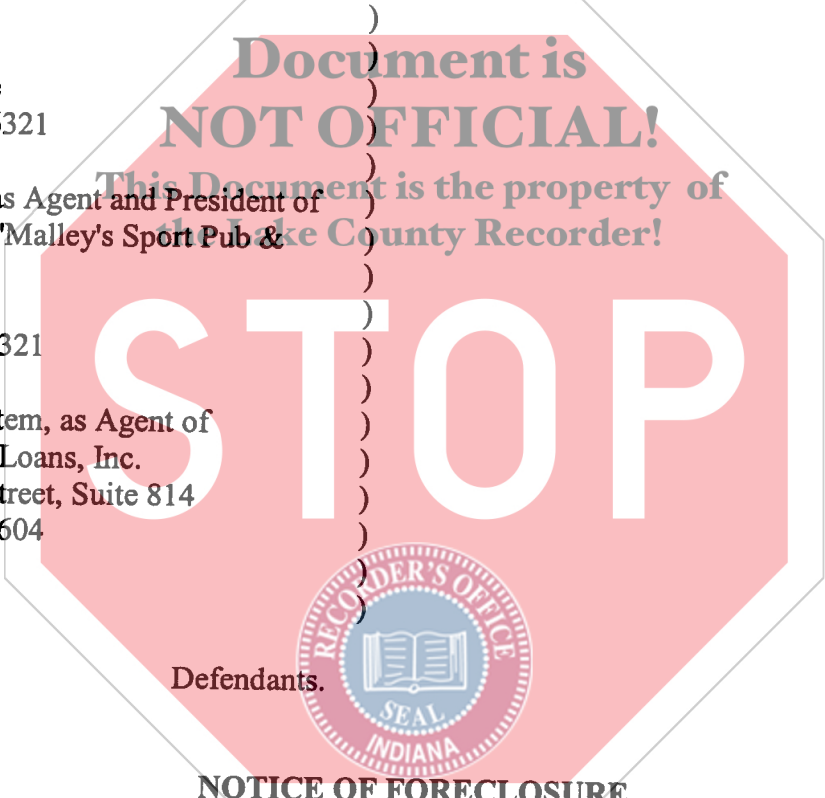 )
Document is
)
)
321
NOT OFFICIAL!
)
)
This Document is the property of
as Agent and President of
'Malley's Sport Pub &
the Lake County Recorder!
)
)
)
STOP
321
)
)
tem, as Agent of
)
Loans, Inc.
)
treet, Suite 814
)
604
)
)
)
RECORDER'S OFFICE
SEAL
INDIANA
Defendants.
NOTICE OF FORECLOSURE